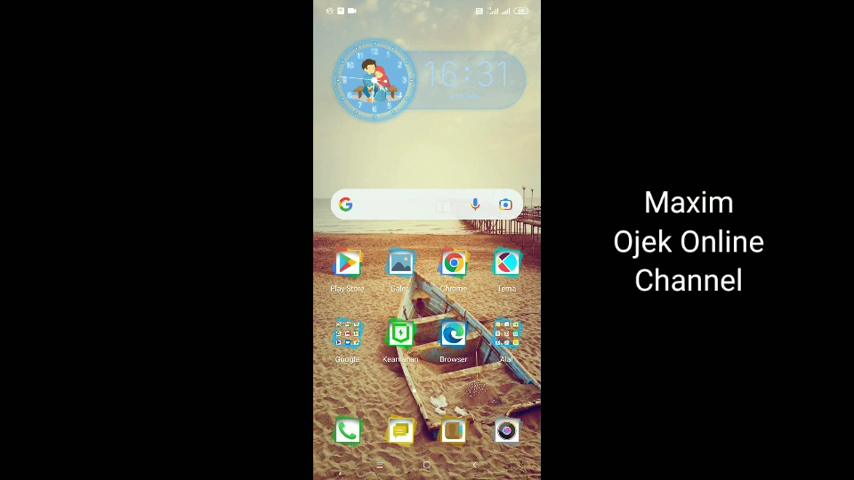 16:31
Play Store
Galeri
Chrome
Tema
Google
Keamanan
Browser
Alat
Maxim
Ojek Online
Channel